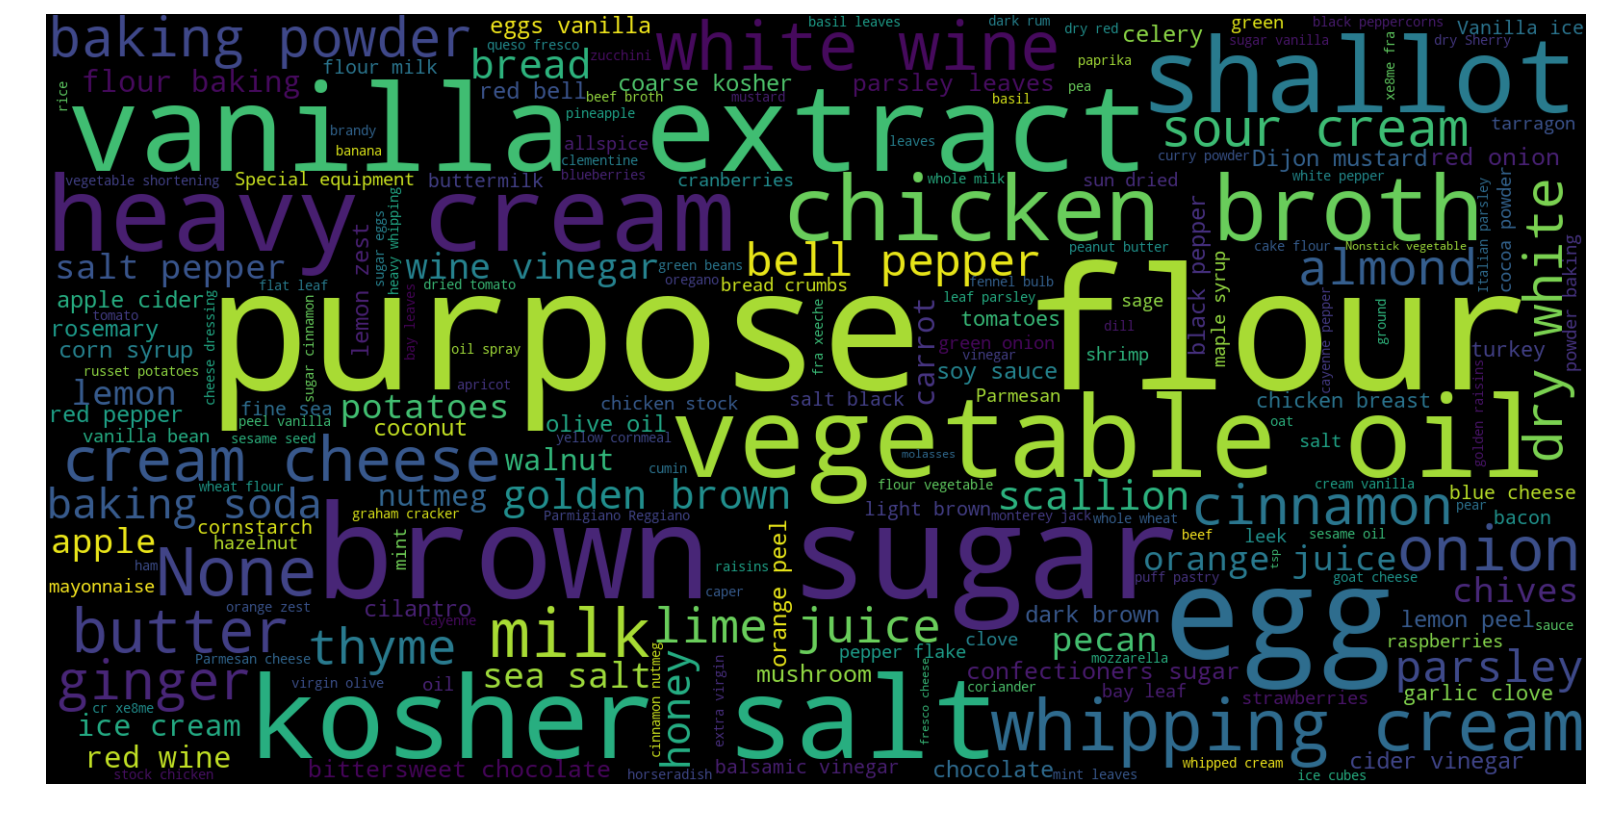 baking powder
eggs vanilla
white wine
basil leaves
dark rum
dry red
celery
green
black peppercorns
Vanilla ice
queso fresco
zucchini
sugar vanilla
dry Sherry
flour milk
bread
shallot
xe8me fra
flour baking
coarse kosher
parsley leaves
paprika
rice
red bell
beef broth
mustard
basil
pea
vanilla extract
pineapple
sour cream
tarragon
brandy
allspice
leaves
banana
clementine
curry powder
Dijon mustard
red onion
vegetable shortening
Special equipment
buttermilk
blueberries
cranberries
whole milk
sun dried
white pepper
heavy cream
chicken broth
Italian parsley
cocoa powder
dry white
lemon zest
sugar eggs
heavy whipping
black pepper
peanut butter
cake flour
Nonstick vegetable
salt pepper
wine vinegar
green beans
bell pepper
fennel bulb
almond
powder baking
flat leaf
dried tomato
oregano
bread crumbs
apple cider
leaf parsley
sage
maple syrup
tomato
purpose flour
rosemary
cheese dressing
sugar cinnamon
bay leaves
fra xeeche
carrot
tomatoes
dill
ground
cayenne pepper
corn syrup
oil spray
green onion
vinegar
shrimp
turkey
russet potatoes
soy sauce
lemon
apricot
salt black
Parmesan
chicken breast
red pepper
fine sea
potatoes
chicken stock
peel vanilla
coconut
olive oil
vegetable oil
oat
golden raisins
vanilla bean
sesame seed
yellow cornmeal
salt
cream cheese
walnut
cumin
molasses
wheat flour
flour vegetable
cream vanilla
baking soda
nutmeg
golden brown
scallion
cinnamon
blue cheese
graham cracker
Parmigiano Reggiano
light brown
monterey jack
whole wheat
pear
cornstarch
bacon
apple
hazelnut
mint
brown sugar
orange peel
beef
leek
sesame oil
ham
None
raisins
orange juice
tsp
onion
mayonnaise
caper
puff pastry
goat cheese
chives
orange zest
cilantro
cayenne
dark brown
egg
lemon peel
sauce
butter
thyme
milk
lime juice
clove
pecan
raspberries
Parmesan cheese
pepper flake
mozzarella
ginger
virgin olive
oil
sea salt
cinnamon nutmeg
honey
extra virgin
mushroom
fresco cheese
confectioners sugar
coriander
bay leaf
strawberries
parsley
garlic clove
cr xe8me
kosher salt
whipping cream
ice cream
red wine
stock chicken
bittersweet chocolate
horseradish
balsamic vinegar
chocolate
mint leaves
whipped cream
cider vinegar
ice cubes